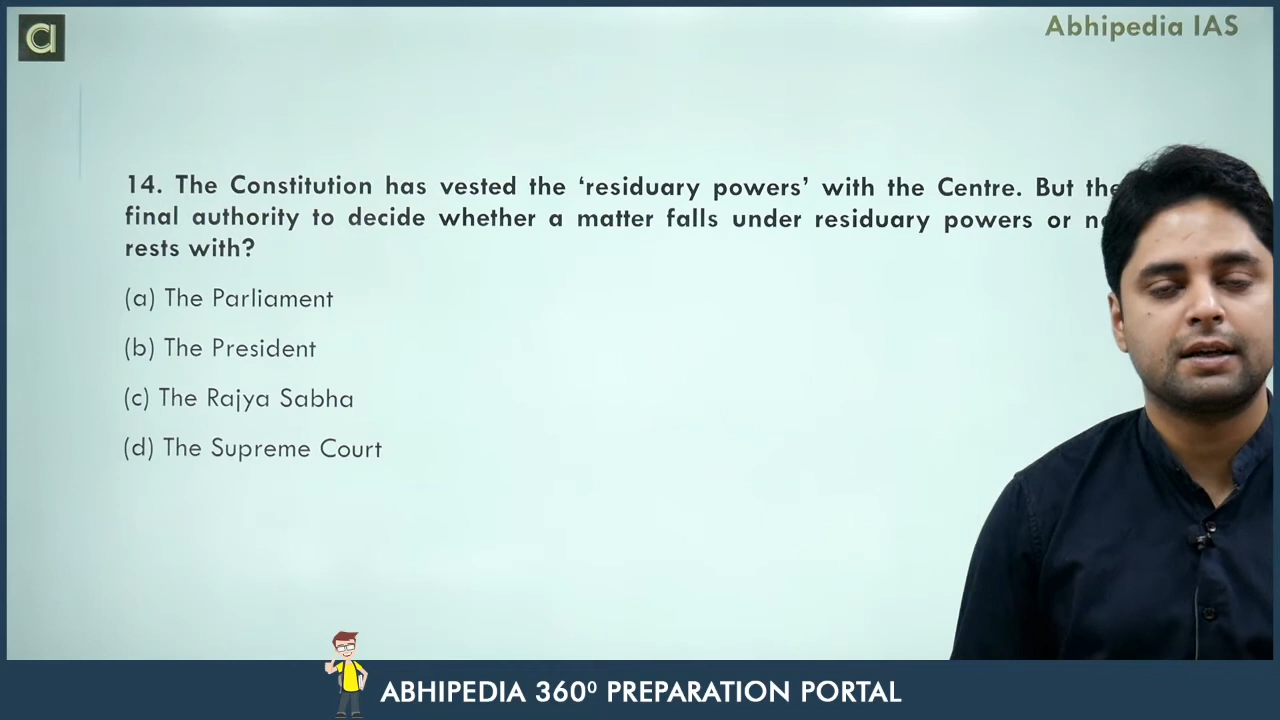 Abhipedia IAS
14. The Constitution has vested the ‘residuary powers’ with the Centre. But the
final authority to decide whether a matter falls under residuary powers or
rests with?
(a) The Parliament
(b) The President
(c) The Rajya Sabha
(d) The Supreme Court
ABHIPEDIA 360⁰ PREPARATION PORTAL